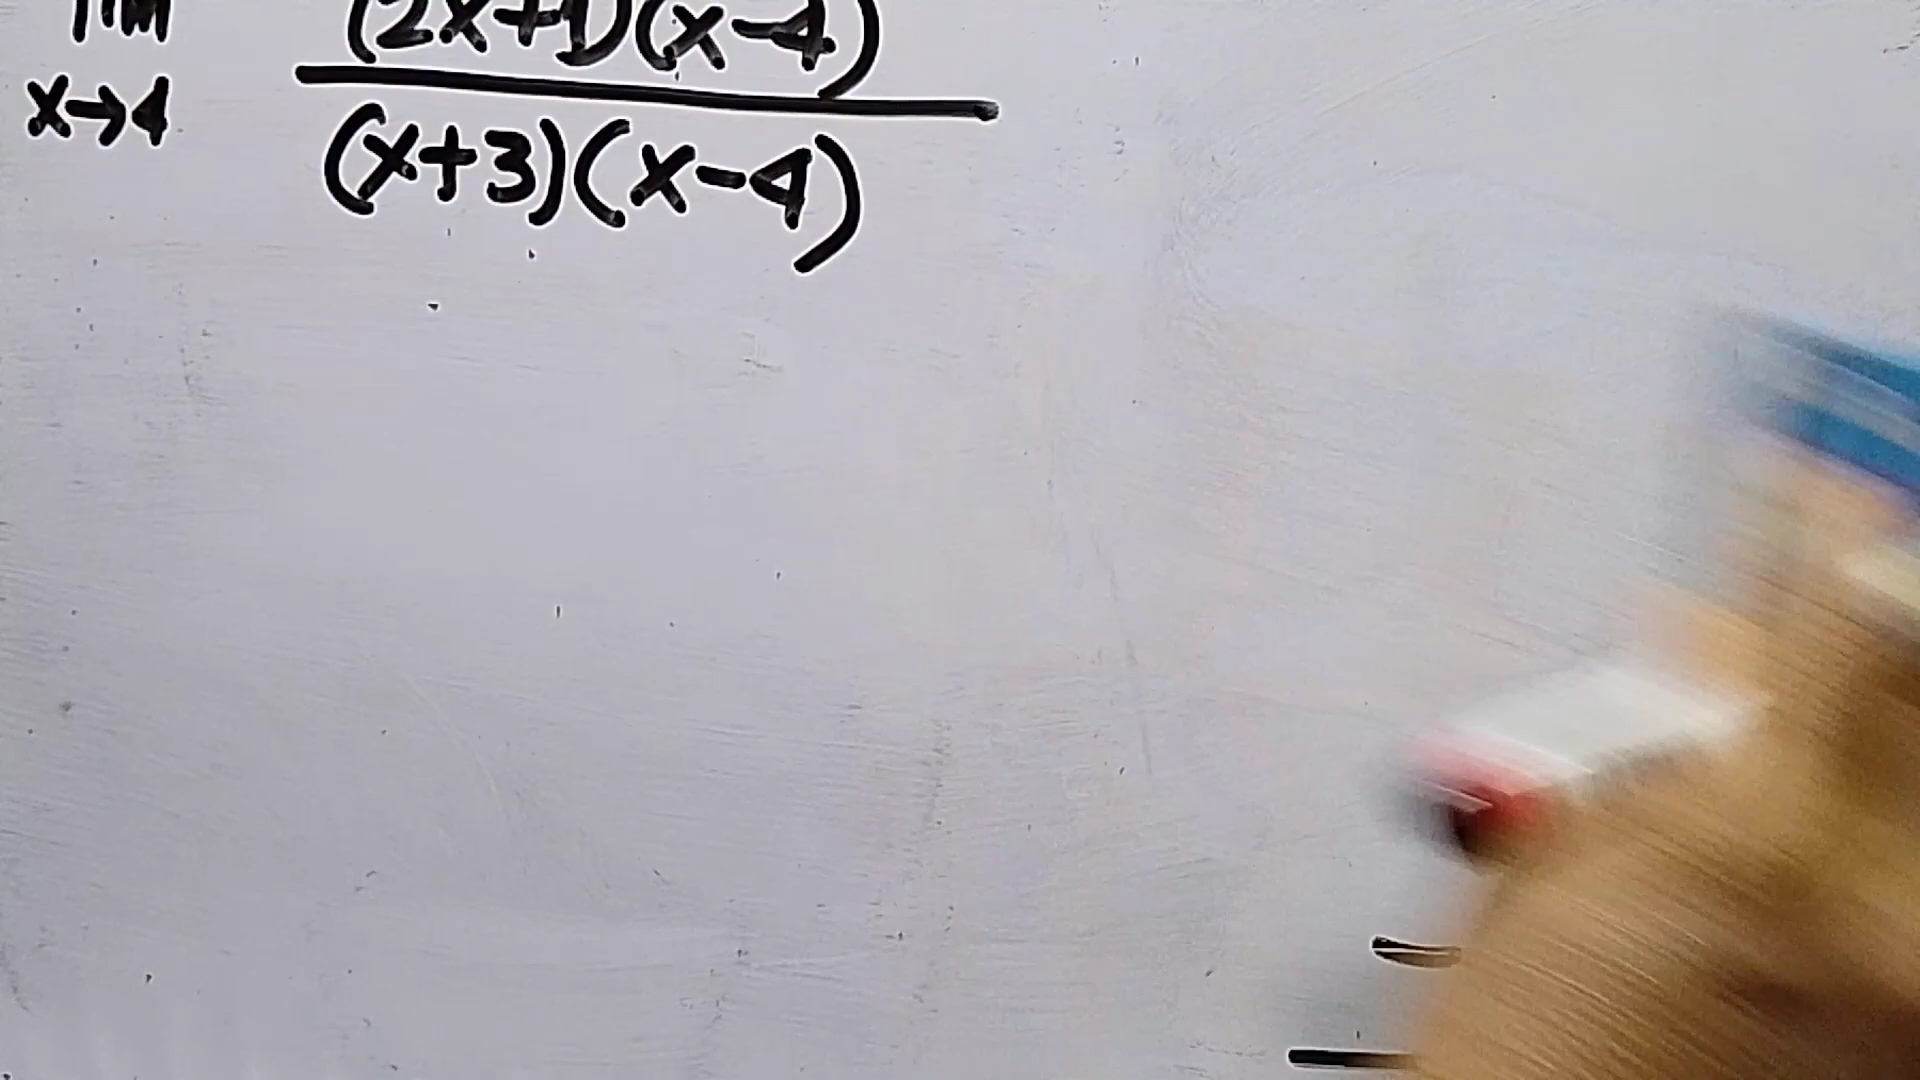 lim (2x+1)(x-4)
x→4 (x+3)(x-4)